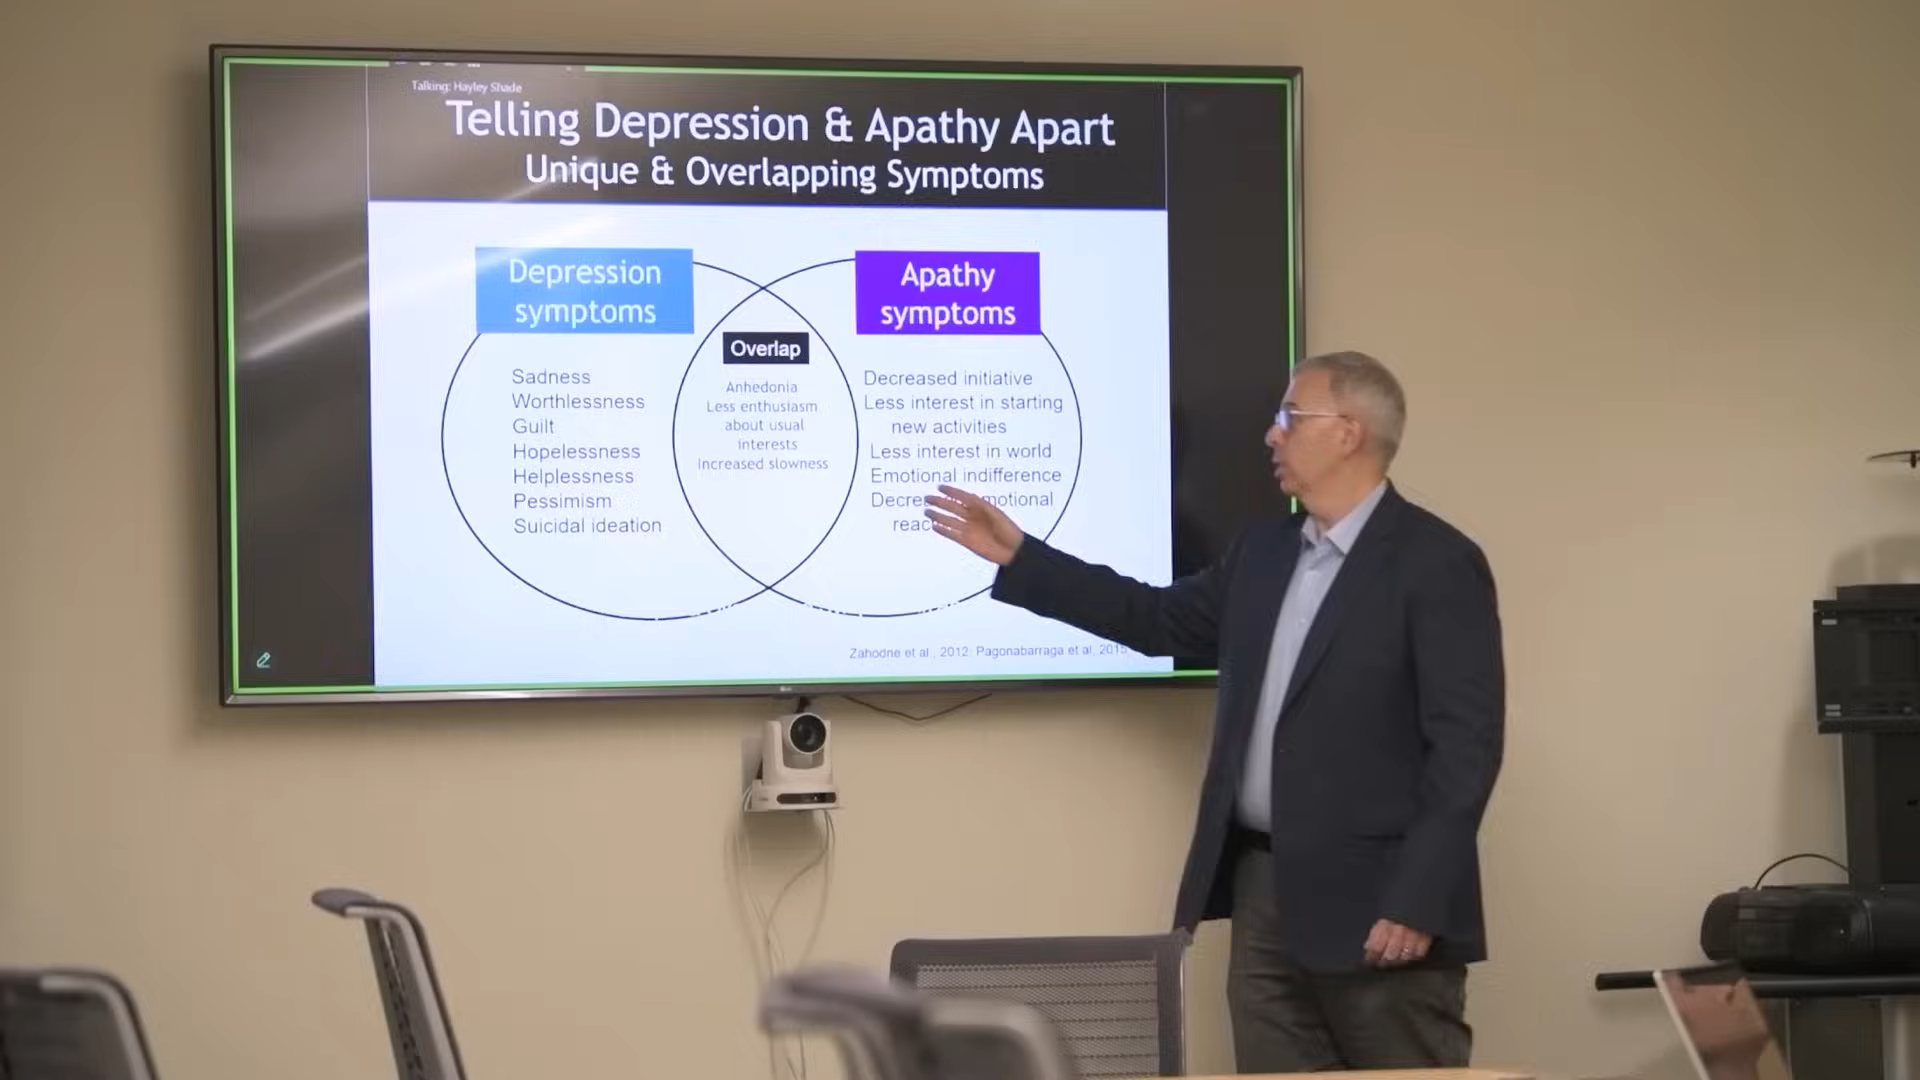 Talking: Hayley Shade
Telling Depression & Apathy Apart
Unique & Overlapping Symptoms
Depression
symptoms
Sadness
Worthlessness
Guilt
Hopelessness
Helplessness
Pessimism
Suicidal ideation
Overlap
Anhedonia
Less enthusiasm
about usual
interests
Increased slowness
Apathy
symptoms
Decreased initiative
Less interest in starting
new activities
Less interest in world
Emotional indifference
Zahodne et al., 2012: Pagonabarraga et al, 2015
LG